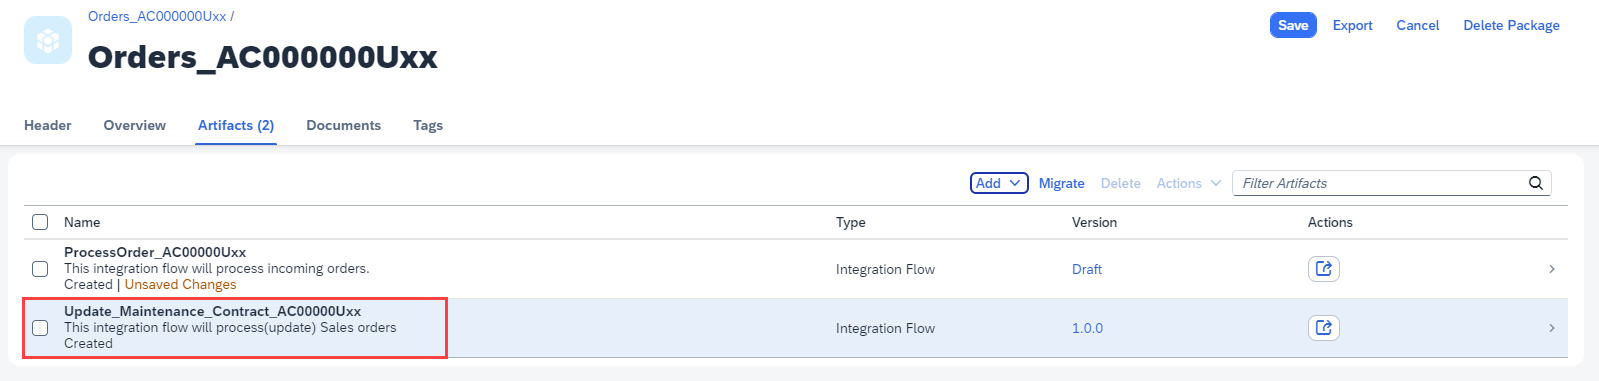 Orders_AC000000Uxx /
Orders_AC000000Uxx
Save Export Cancel Delete Package
Header Overview Artifacts (2) Documents Tags
Add Migrate Delete Actions Filter Artifacts
Name Type Version Actions
ProcessOrder_AC00000Uxx
This integration flow will process incoming orders.
Created | Unsaved Changes
Integration Flow Draft
Update_Maintenance_Contract_AC00000Uxx
This integration flow will process(update) Sales orders
Created
Integration Flow 1.0.0